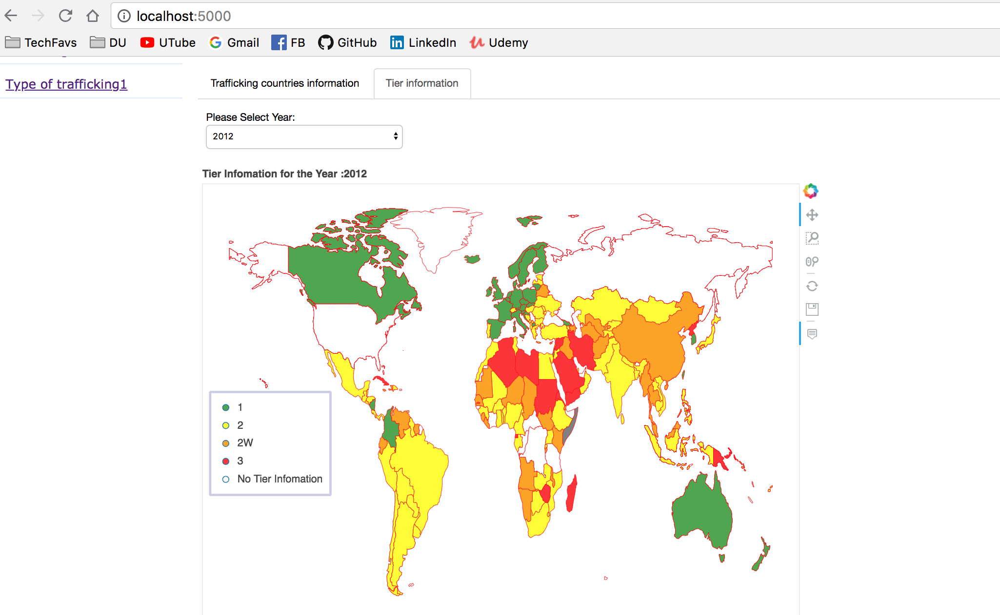 localhost:5000
TechFavs DU UTube Gmail FB GitHub LinkedIn Udemy
Type of trafficking1
Trafficking countries information Tier information
Please Select Year:
2012
Tier Infomation for the Year :2012
1
2
2W
3
No Tier Infomation